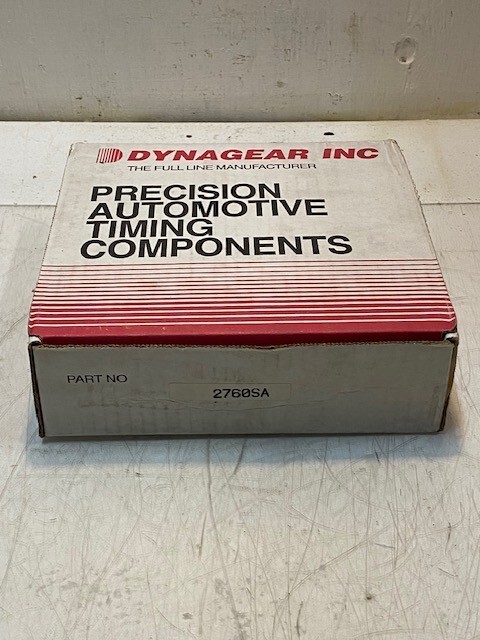 DYNAGEAR INC
THE FULL LINE MANUFACTURER
PRECISION
AUTOMOTIVE
TIMING
COMPONENTS
PART NO 2760SA